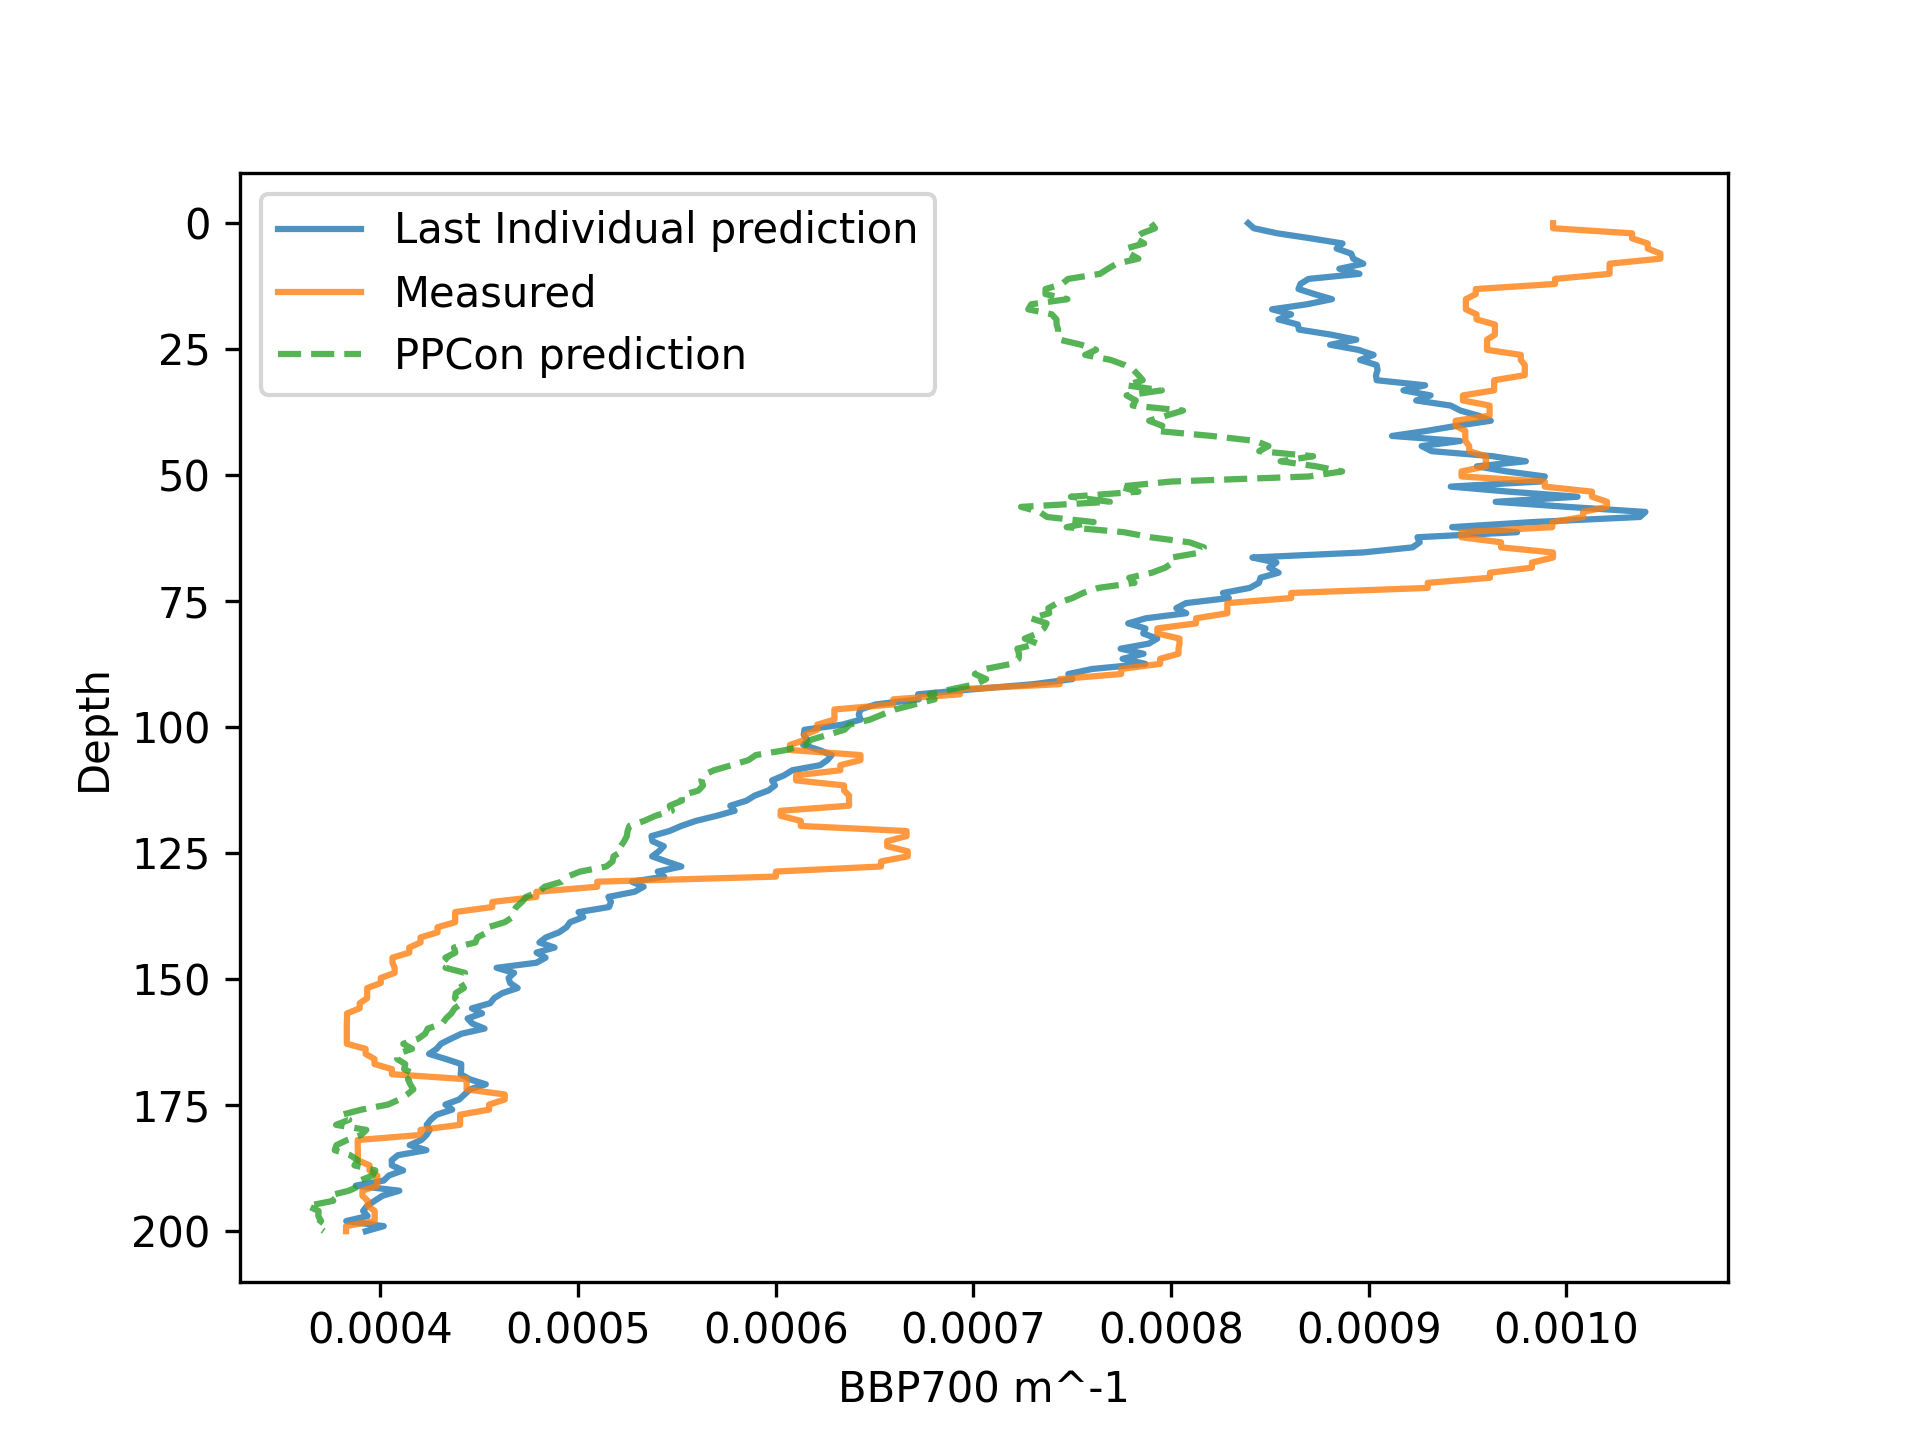 Last Individual prediction
Measured
PPCon prediction
0
25
50
75
100
125
150
175
200
Depth
0.0004 0.0005 0.0006 0.0007 0.0008 0.0009 0.0010
BBP700 m^-1